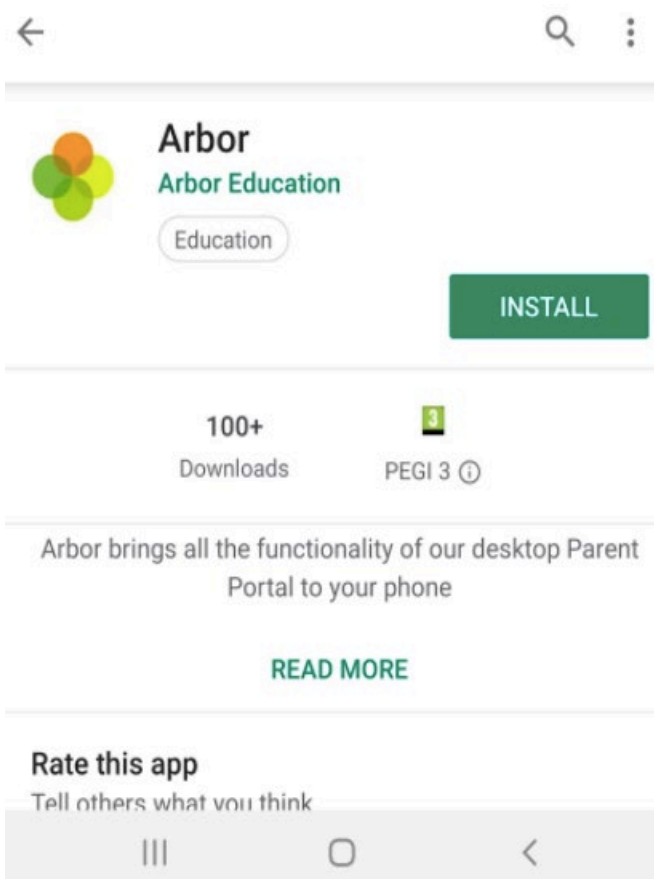 Arbor
Arbor Education
Education
INSTALL
100+
Downloads
3
PEGI 3
Arbor brings all the functionality of our desktop Parent
Portal to your phone
READ MORE
Rate this app
Tell others what you think